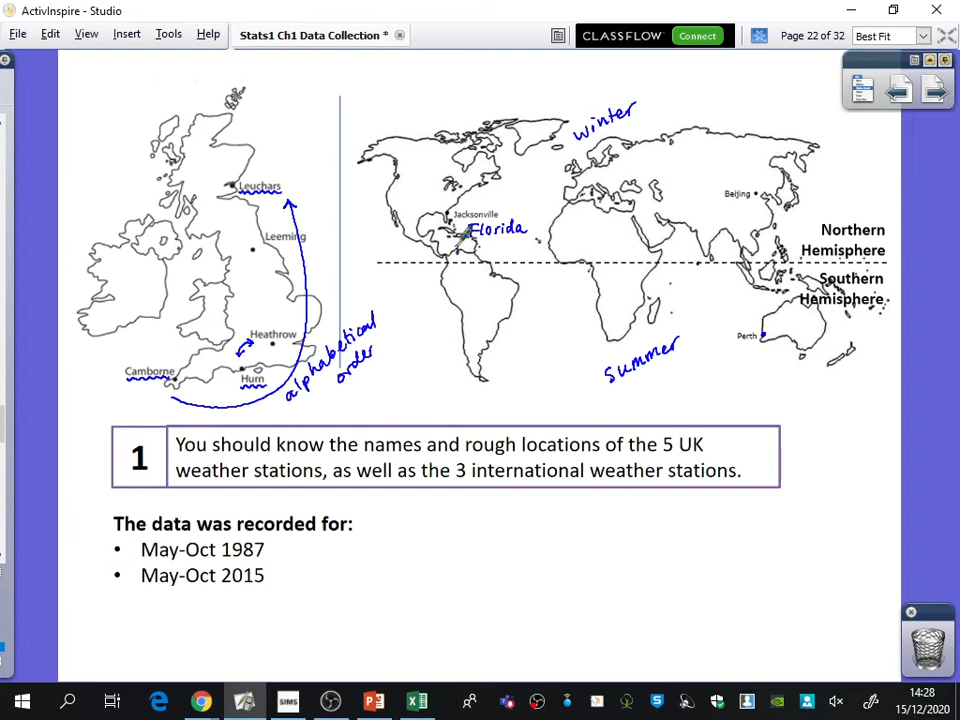 ActivInspire - Studio
File Edit View Insert Tools Help
Stats1 Ch1 Data Collection *
CLASSFLOW Connect
Page 22 of 32
Best Fit
Leuchars
Leeming
Heathrow
Camborne
Hurn
alphabetical
order
winter
Jacksonville
Florida
Beijing
Northern
Hemisphere
Southern
Hemisphere
Perth
summer
1
You should know the names and rough locations of the 5 UK
weather stations, as well as the 3 international weather stations.
The data was recorded for:
• May-Oct 1987
• May-Oct 2015
SIMS
14:28
15/12/2020